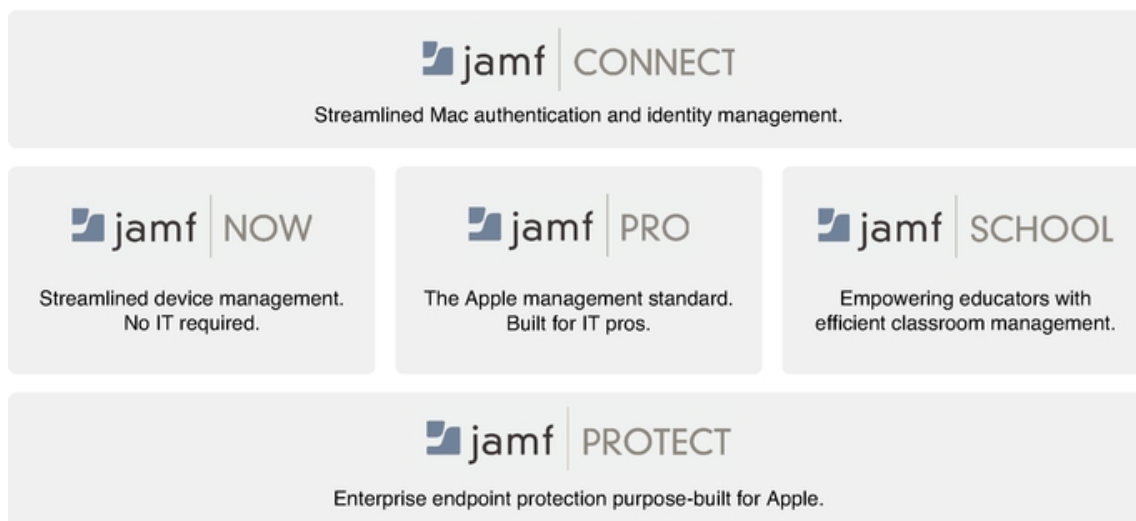 jamf | CONNECT
Streamlined Mac authentication and identity management.
jamf | NOW
Streamlined device management.
No IT required.
jamf | PRO
The Apple management standard.
Built for IT pros.
jamf | SCHOOL
Empowering educators with
efficient classroom management.
jamf | PROTECT
Enterprise endpoint protection purpose-built for Apple.